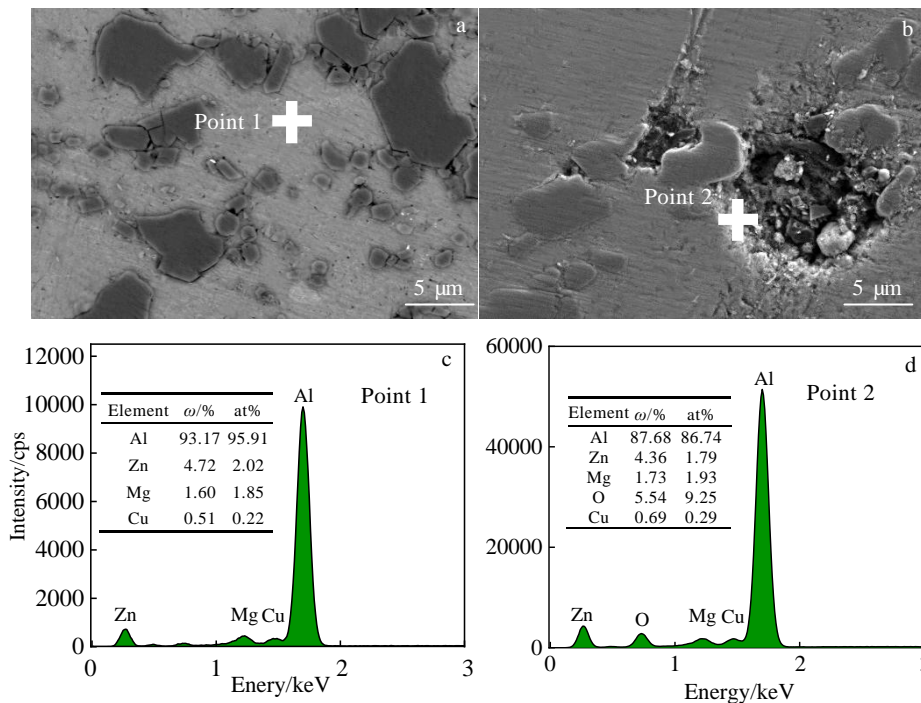 a
Point 1
5 μm
b
Point 2
5 μm
c
Point 1
Intensity/cps
12000
10000
8000
6000
4000
2000
0
Element ω/% at%
Al 93.17 95.91
Zn 4.72 2.02
Mg 1.60 1.85
Cu 0.51 0.22
Al
Zn
Mg Cu
0 1 2 3
Enery/keV
d
Point 2
60000
40000
20000
0
Element ω/% at%
Al 87.68 86.74
Zn 4.36 1.79
Mg 1.73 1.93
O 5.54 9.25
Cu 0.69 0.29
Al
Zn
O
Mg Cu
0 1 2
Energy/keV